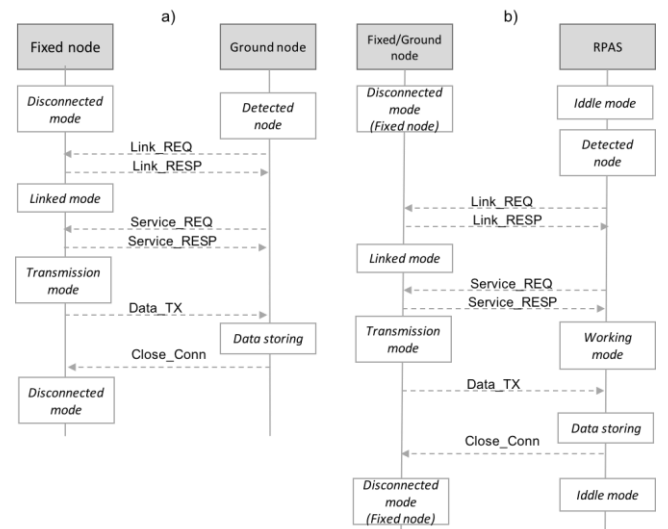 a)
Fixed node
Ground node
Disconnected
mode
Detected
node
Link_REQ
Link_RESP
Linked mode
Service_REQ
Service_RESP
Transmission
mode
Data_TX
Data storing
Close_Conn
Disconnected
mode
b)
Fixed/Ground
node
RPAS
Disconnected
mode
(Fixed node)
Iddle mode
Detected
node
Link_REQ
Link_RESP
Linked mode
Service_REQ
Service_RESP
Transmission
mode
Working
mode
Data_TX
Data storing
Close_Conn
Disconnected
mode
(Fixed node)
Iddle mode